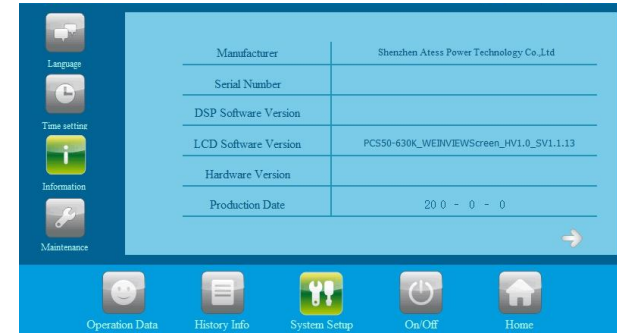 Language
Time setting
Information
Maintenance
Manufacturer Shenzhen Atess Power Technology Co.,Ltd
Serial Number
DSP Software Version
LCD Software Version PCS50-630K_WEINVIEWScreen_HV1.0_SV1.1.13
Hardware Version
Production Date 20 0 - 0 - 0
Operation Data History Info System Setup On/Off Home